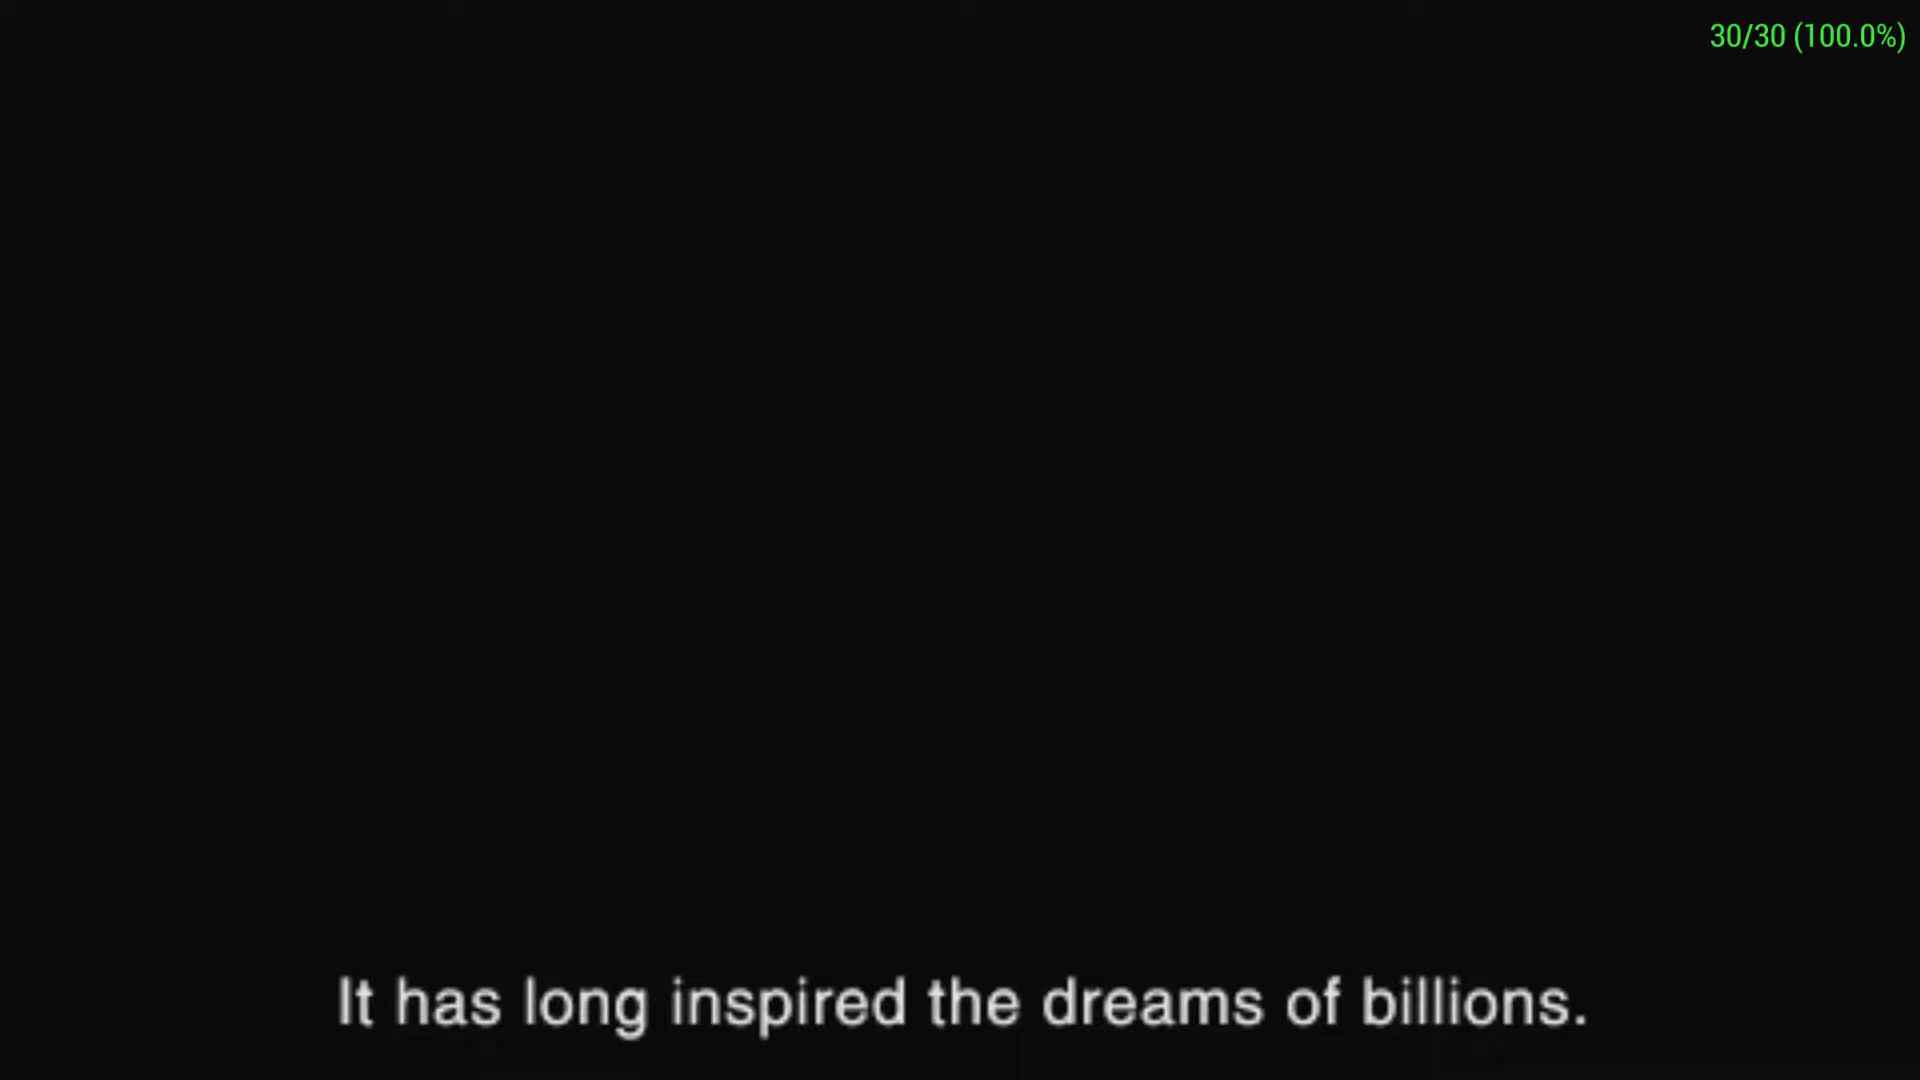 30/30 (100.0%)
It has long inspired the dreams of billions.